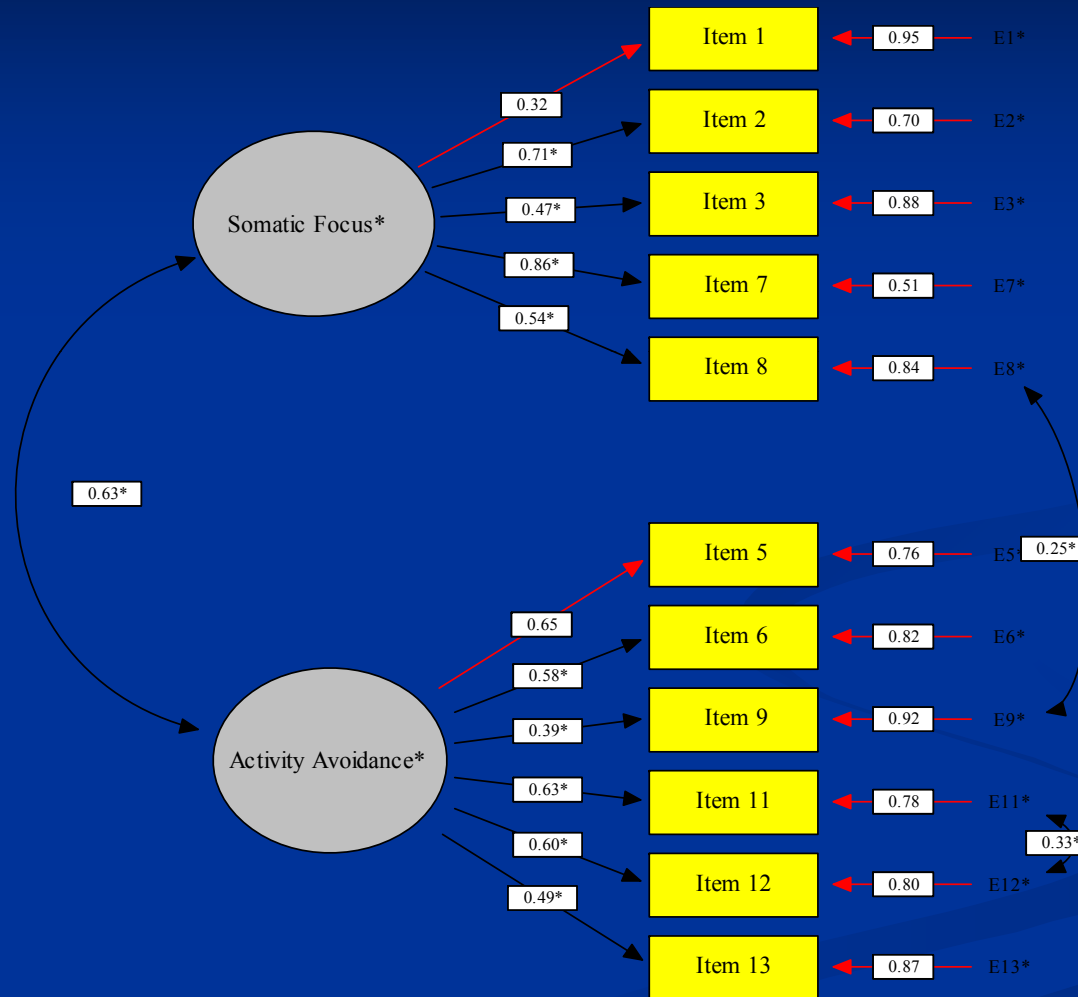 Item 1
0.95
E1*
0.32
Item 2
0.70
E2*
0.71*
Item 3
0.88
E3*
0.47*
Somatic Focus*
Item 7
0.51
E7*
0.86*
0.54*
Item 8
0.84
E8*
0.63*
Item 5
0.76
E5*
0.25*
0.65
Item 6
0.82
E6*
0.58*
Item 9
0.92
E9*
0.39*
Activity Avoidance*
0.63*
Item 11
0.78
E11*
0.33*
0.60*
Item 12
0.80
E12*
0.49*
Item 13
0.87
E13*